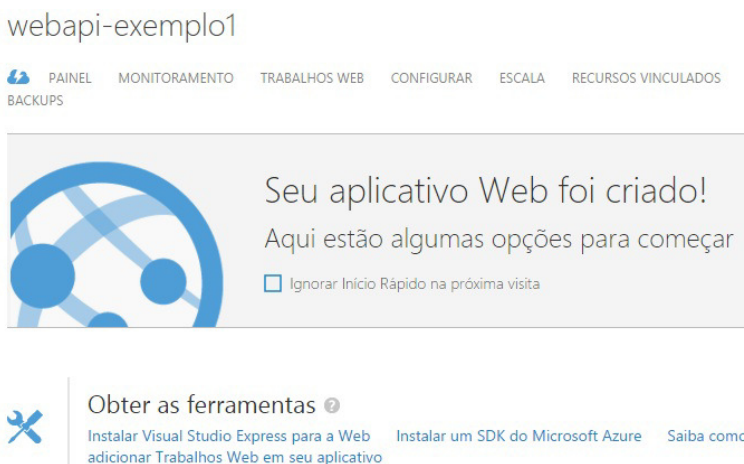 webapi-exemplo1
PAINEL MONITORAMENTO TRABALHOS WEB CONFIGURAR ESCALA RECURSOS VINCULADOS
BACKUPS
Seu aplicativo Web foi criado!
Aqui estão algumas opções para começar
Ignorar Início Rápido na próxima visita
Obter as ferramentas ?
Instalar Visual Studio Express para a Web Instalar um SDK do Microsoft Azure Saiba como
adicionar Trabalhos Web em seu aplicativo